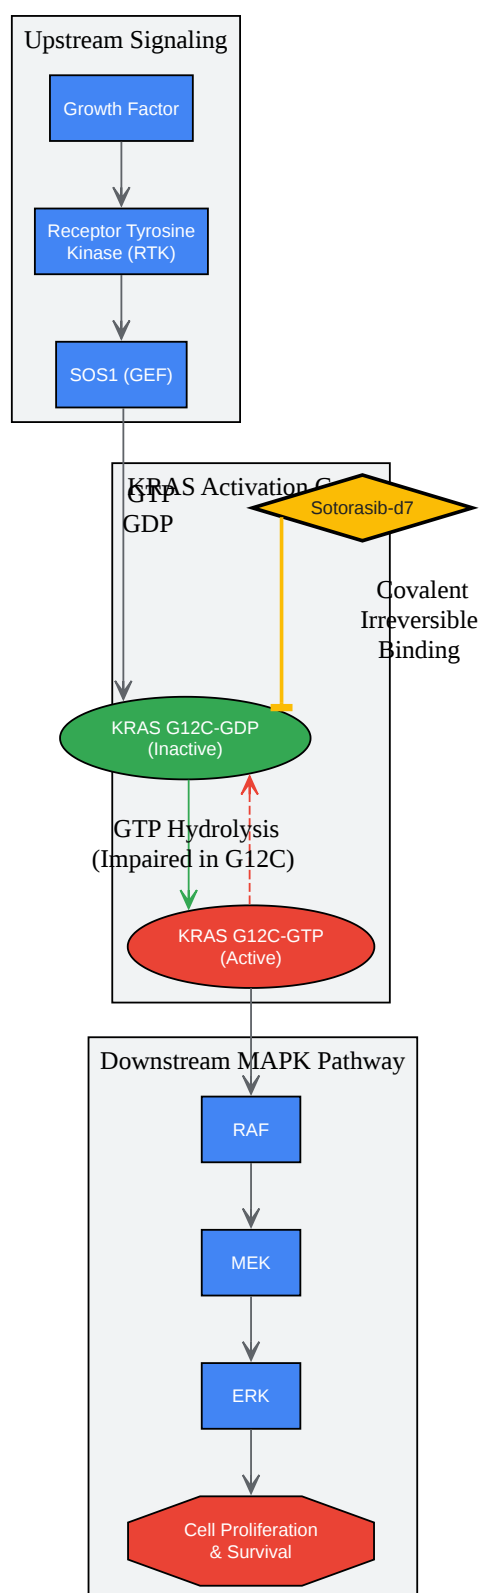 Upstream Signaling
Growth Factor
Receptor Tyrosine
Kinase (RTK)
SOS1 (GEF)
KRAS Activation
GTP
GDP
Sotorasib-d7
Covalent
Irreversible
Binding
KRAS G12C-GDP
(Inactive)
GTP Hydrolysis
(Impaired in G12C)
KRAS G12C-GTP
(Active)
Downstream MAPK Pathway
RAF
MEK
ERK
Cell Proliferation
& Survival